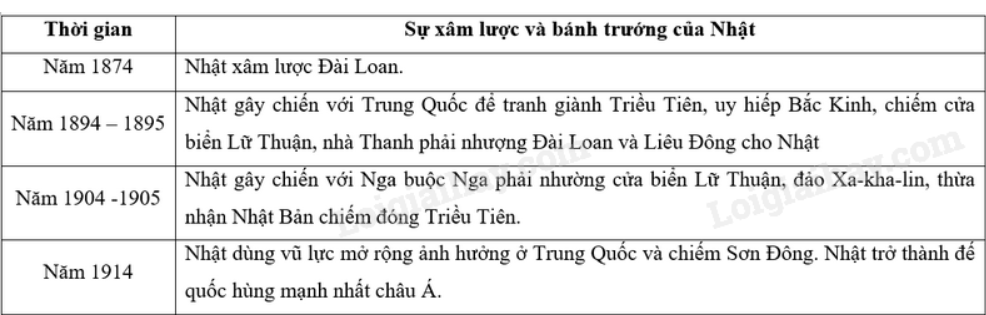 Thời gian
Sự xâm lược và bánh trướng của Nhật
Năm 1874
Nhật xâm lược Đài Loan.
Năm 1894 – 1895
Nhật gây chiến với Trung Quốc để tranh giành Triều Tiên, uy hiếp Bắc Kinh, chiếm cửa
biển Lữ Thuận, nhà Thanh phải nhượng Đài Loan và Liêu Đông cho Nhật
Năm 1904 -1905
Nhật gây chiến với Nga buộc Nga phải nhường cửa biển Lữ Thuận, đảo Xa-kha-lin, thừa
nhận Nhật Bản chiếm đóng Triều Tiên.
Năm 1914
Nhật dùng vũ lực mở rộng ảnh hưởng ở Trung Quốc và chiếm Sơn Đông. Nhật trở thành đế
quốc hùng mạnh nhất châu Á.
Loigiaihay.com
Loigiaihay.com